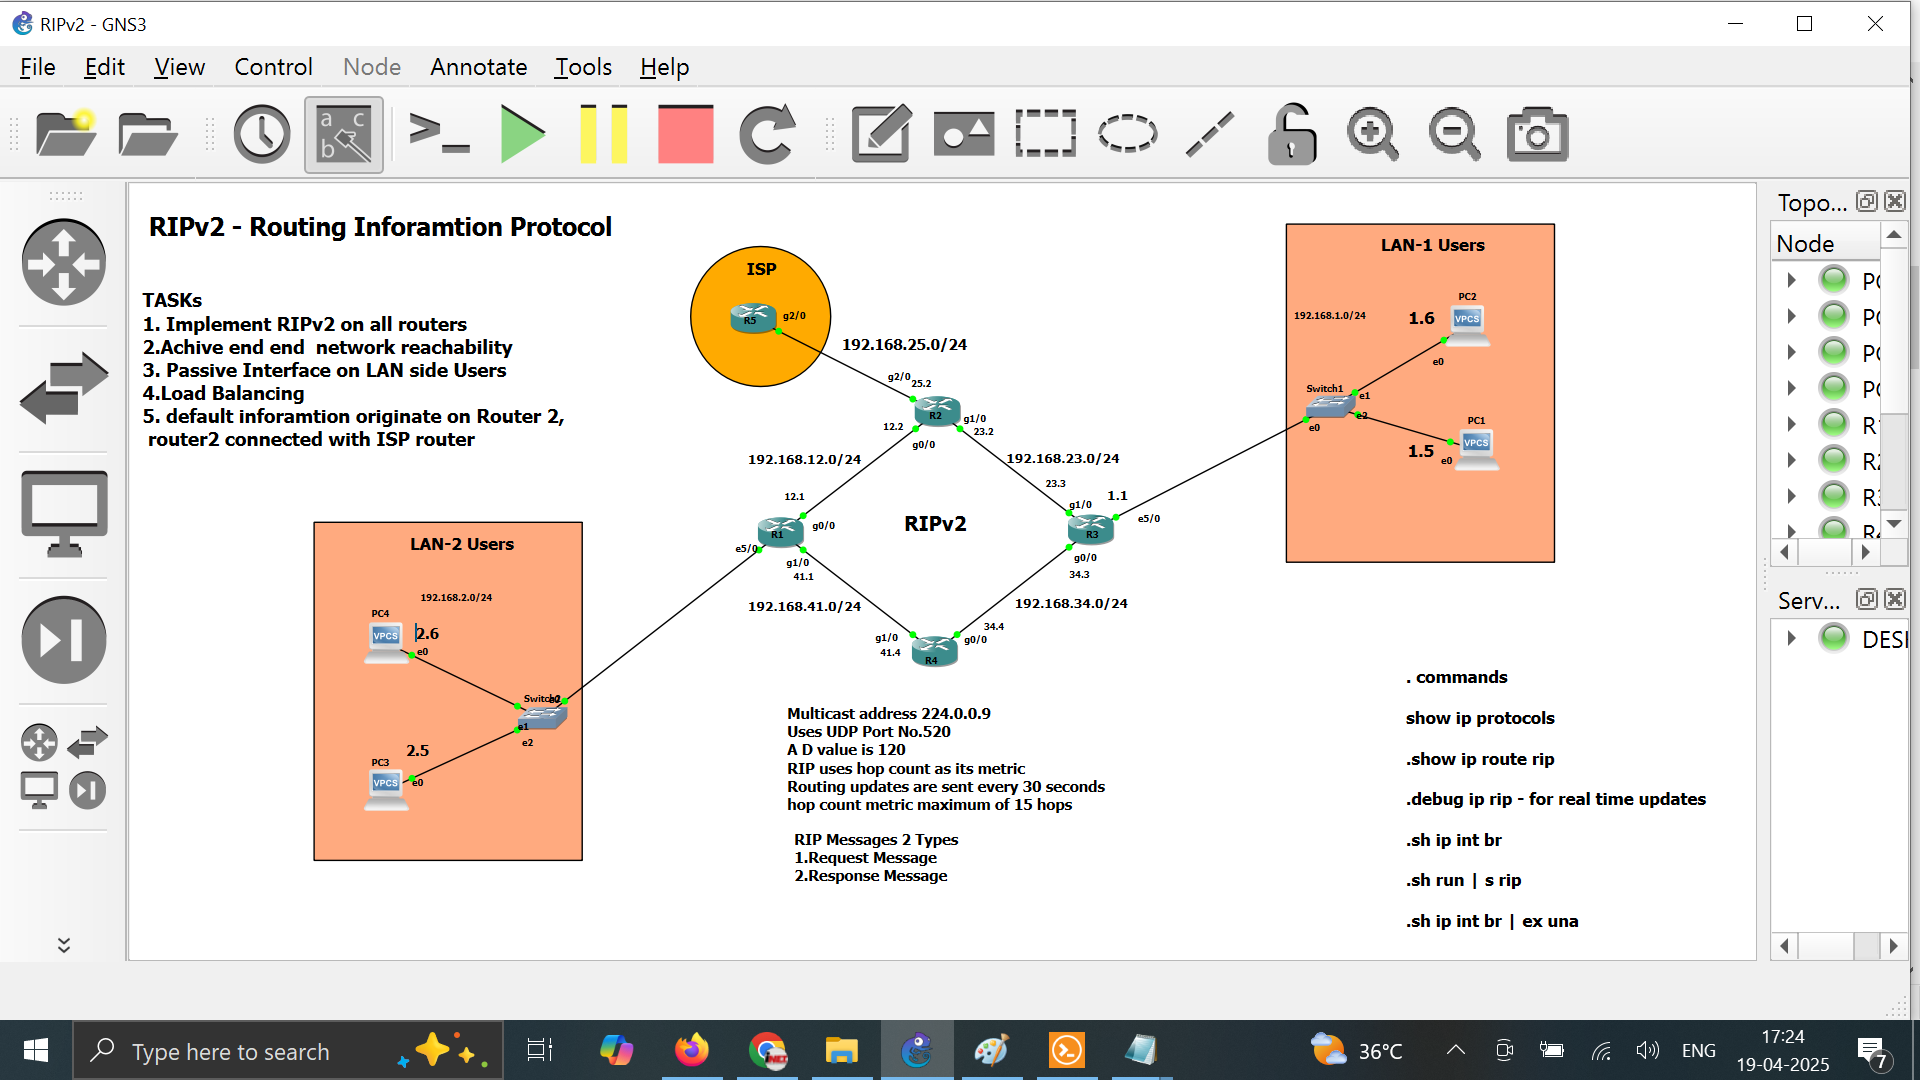 RIPv2 - GNS3
File Edit View Control Node Annotate Tools Help
a c
b
RIPv2 - Routing Inforamtion Protocol
TASKs
1. Implement RIPv2 on all routers
2.Achive end end network reachability
3. Passive Interface on LAN side Users
4.Load Balancing
5. default inforamtion originate on Router 2,
router2 connected with ISP router
ISP
R5
g2/0
192.168.25.0/24
g2/0
25.2
R2
12.2
g1/0
23.2
g0/0
192.168.12.0/24
192.168.23.0/24
12.1
23.3
g1/0
1.1
R1
g0/0
RIPv2
R3
e5/0
e5/0
g1/0
41.1
g0/0
34.3
192.168.41.0/24
192.168.34.0/24
34.4
g1/0
g0/0
41.4
R4
LAN-1 Users
192.168.1.0/24
PC2
1.6
VPCS
e0
Switch1
e1
e2
e0
PC1
1.5
VPCS
e0
LAN-2 Users
192.168.2.0/24
PC4
VPCS
2.6
e0
e1
e2
2.5
PC3
VPCS
e0
Multicast address 224.0.0.9
Uses UDP Port No.520
A D value is 120
RIP uses hop count as its metric
Routing updates are sent every 30 seconds
hop count metric maximum of 15 hops
RIP Messages 2 Types
1.Request Message
2.Response Message
. commands
show ip protocols
.show ip route rip
.debug ip rip - for real time updates
.sh ip int br
.sh run | s rip
.sh ip int br | ex una
Topo...
Node
R2
R3
R4
Serv...
DESI
Type here to search
36°C
ENG
17:24
19-04-2025
7